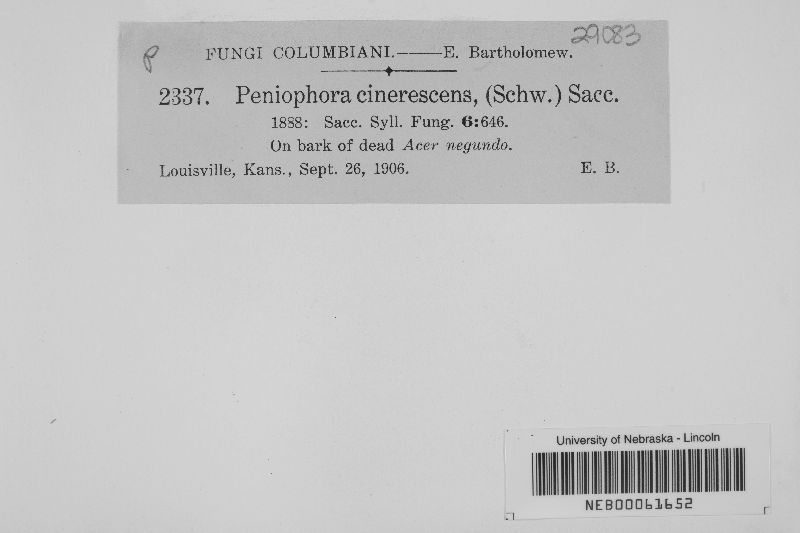 29083
P
FUNGI COLUMBIANI.——E. Bartholomew.
2337. Peniophora cinerescens, (Schw.) Sacc.
1888: Sacc. Syll. Fung. 6:646.
On bark of dead Acer negundo.
Louisville, Kans., Sept. 26, 1906. E. B.
University of Nebraska - Lincoln
NEB00061652